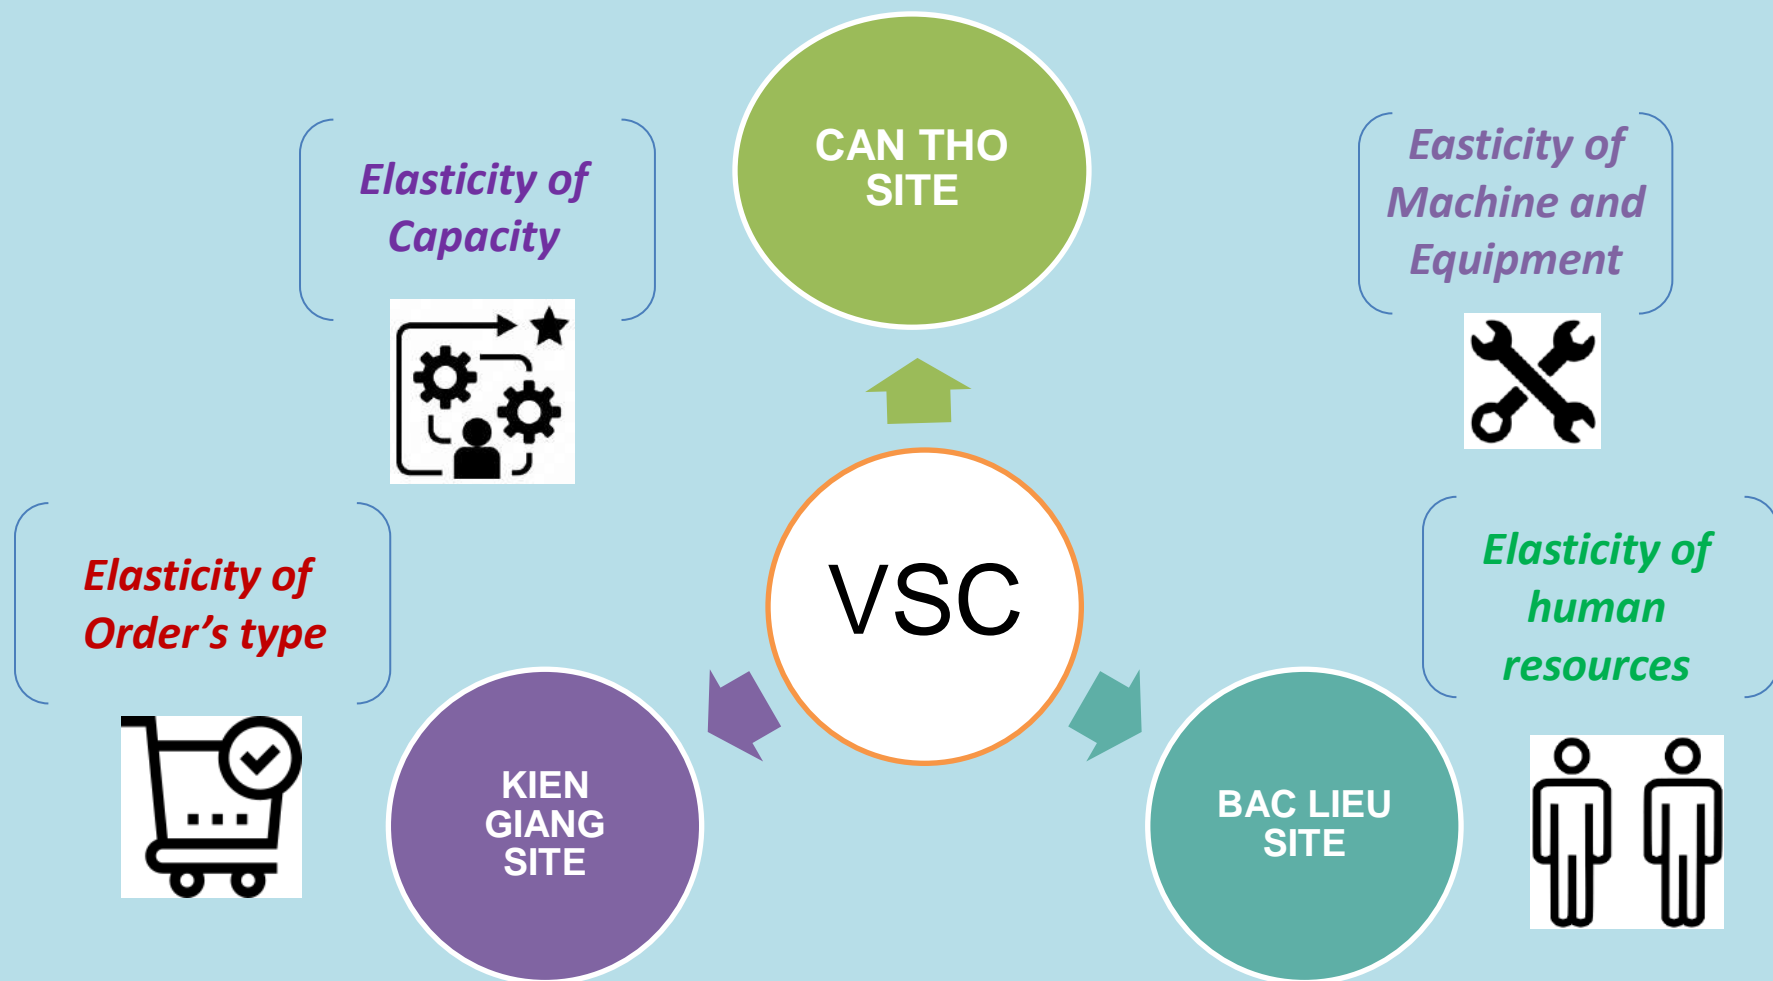 CAN THO
SITE
Elasticity of
Capacity
Easticity of
Machine and
Equipment
Elasticity of
Order’s type
VSC
Elasticity of
human
resources
KIEN
GIANG
SITE
BAC LIEU
SITE